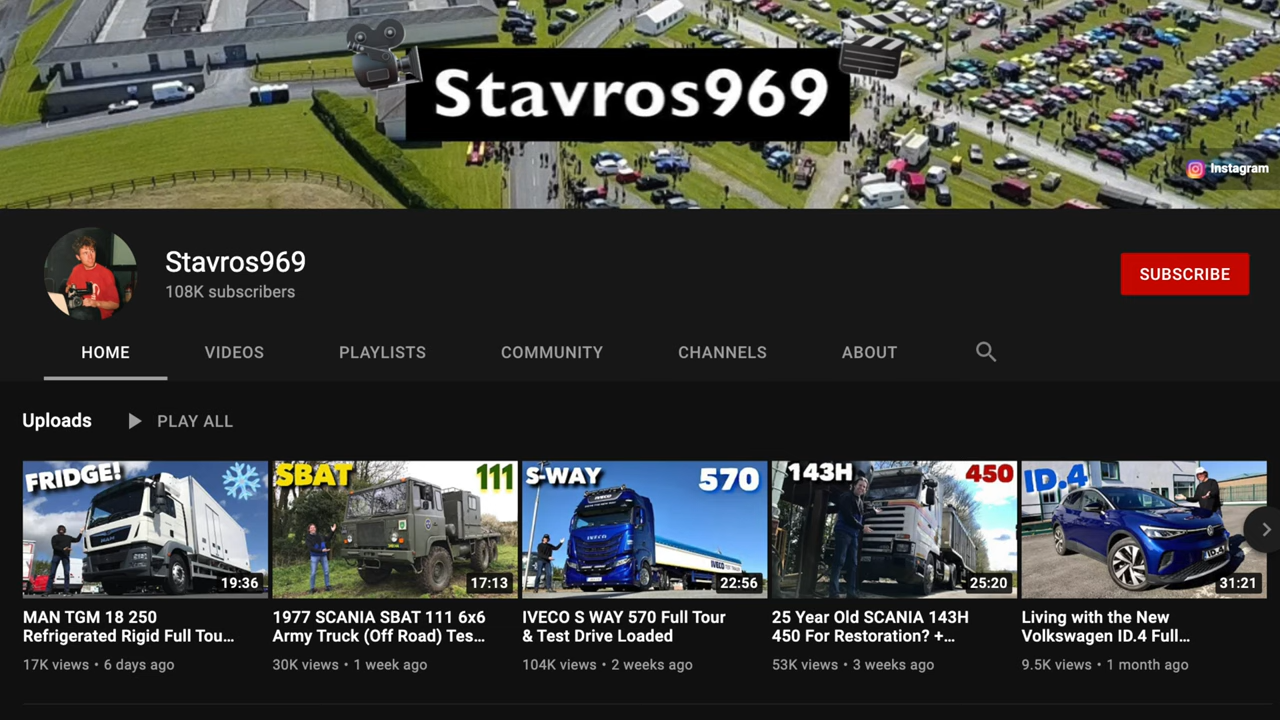 Stavros969
Instagram
Stavros969
108K subscribers
SUBSCRIBE
HOME
VIDEOS
PLAYLISTS
COMMUNITY
CHANNELS
ABOUT
Uploads
PLAY ALL
FRIDGE!
19:36
SBAT
111
17:13
S-WAY
570
IVECO
IVECO
22:56
143H
450
25:20
ID.4
31:21
MAN TGM 18 250
Refrigerated Rigid Full Tou...
17K views • 6 days ago
1977 SCANIA SBAT 111 6x6
Army Truck (Off Road) Tes...
30K views • 1 week ago
IVECO S WAY 570 Full Tour
& Test Drive Loaded
104K views • 2 weeks ago
25 Year Old SCANIA 143H
450 For Restoration? +...
53K views • 3 weeks ago
Living with the New
Volkswagen ID.4 Full...
9.5K views • 1 month ago